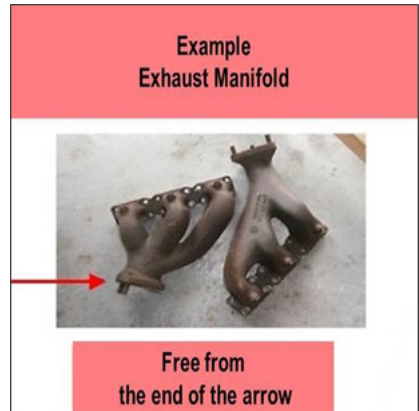 Example
Exhaust Manifold
Free from
the end of the arrow